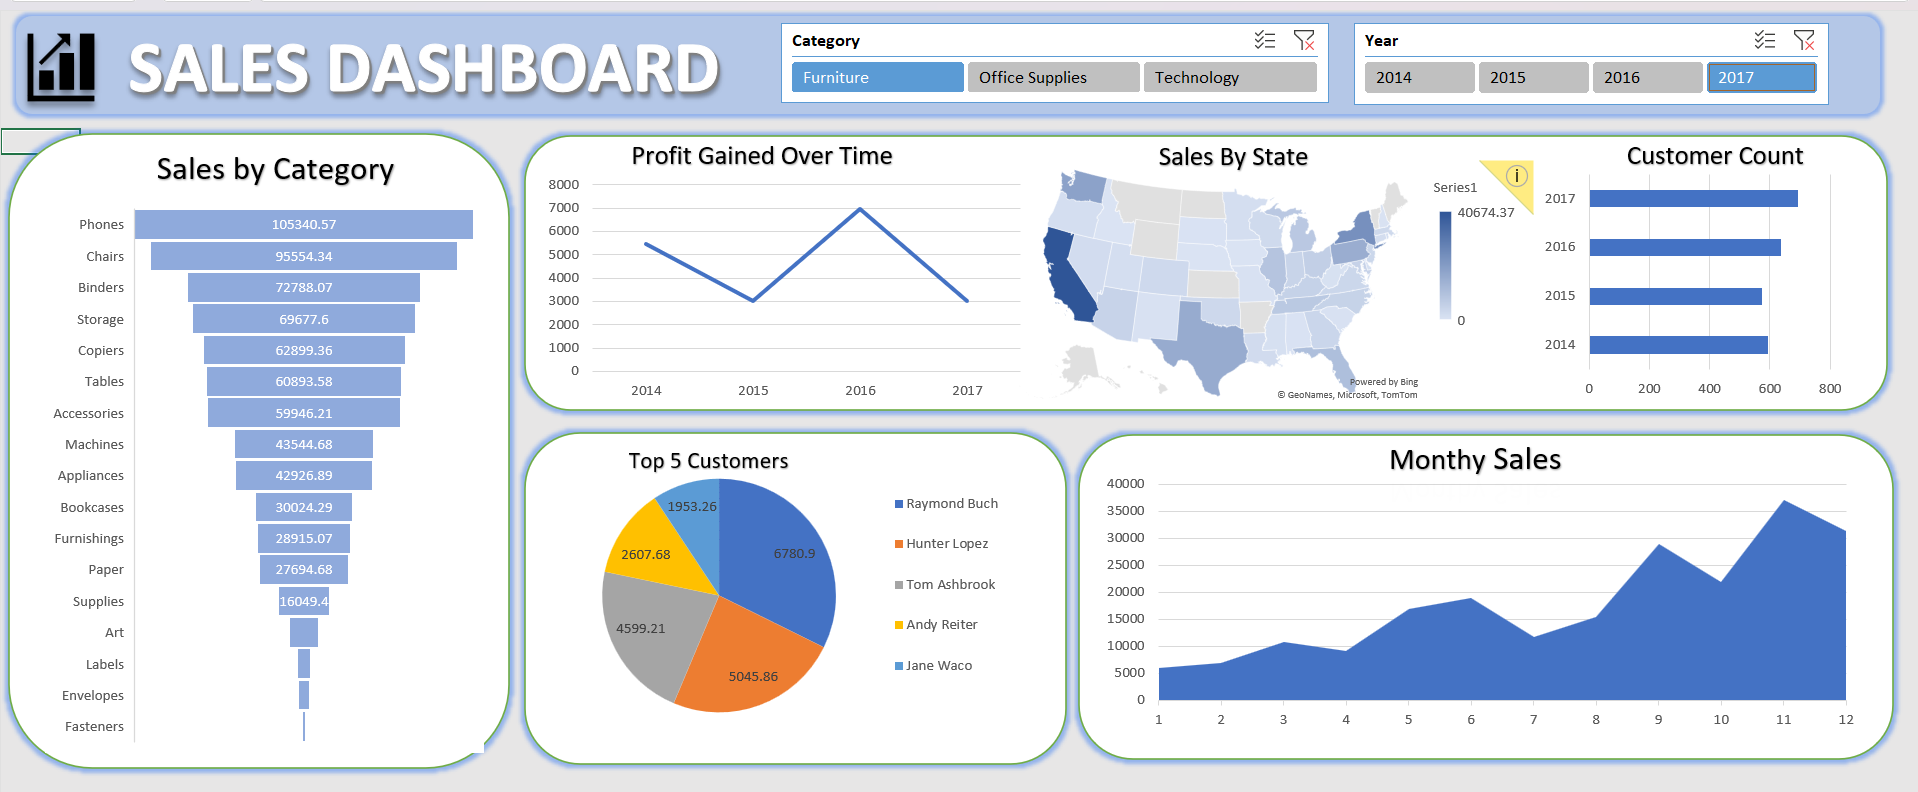 SALES DASHBOARD
Category
Furniture
Office Supplies
Technology
Year
2014
2015
2016
2017
Sales by Category
Phones 105340.57
Chairs 95554.34
Binders 72788.07
Storage 69677.6
Copiers 62899.36
Tables 60893.58
Accessories 59946.21
Machines 43544.68
Appliances 42926.89
Bookcases 30024.29
Furnishings 28915.07
Paper 27694.68
Supplies 16049.4
Art
Labels
Envelopes
Fasteners
Profit Gained Over Time
8000
7000
6000
5000
4000
3000
2000
1000
0
2014 2015 2016 2017
Sales By State
Series1
40674.37
0
Powered by Bing
© GeoNames, Microsoft, TomTom
Customer Count
2017
2016
2015
2014
0 200 400 600 800
Top 5 Customers
1953.26
6780.9
2607.68
4599.21
5045.86
Raymond Buch
Hunter Lopez
Tom Ashbrook
Andy Reiter
Jane Waco
Monthy Sales
40000
35000
30000
25000
20000
15000
10000
5000
0
1 2 3 4 5 6 7 8 9 10 11 12